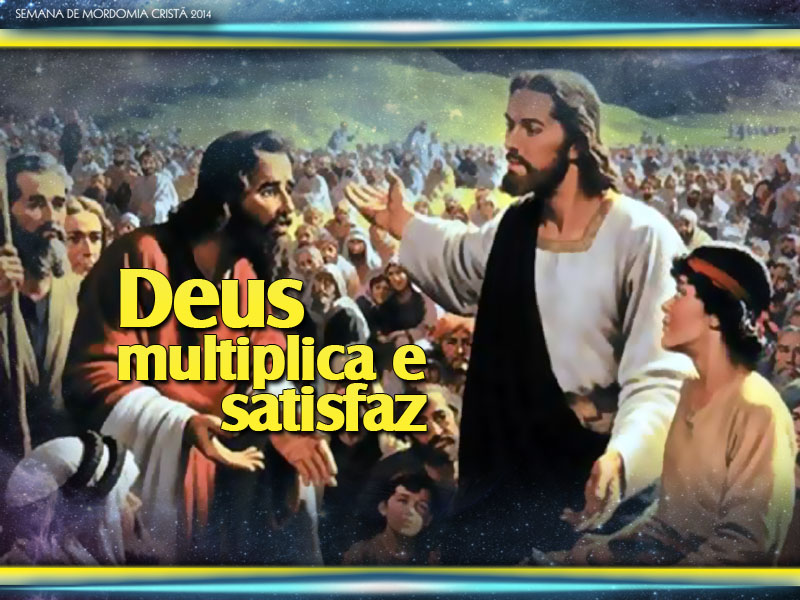 SEMANA DE MORDOMIA CRISTÃ 2014
Deus
multiplica e
satisfaz